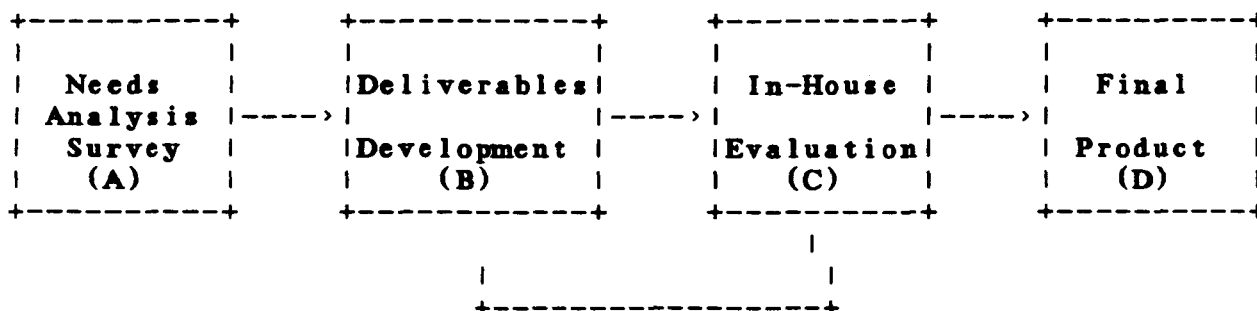 Needs
Analysis
Survey
(A)
Deliverables
Development
(B)
In-House
Evaluation
(C)
Final
Product
(D)